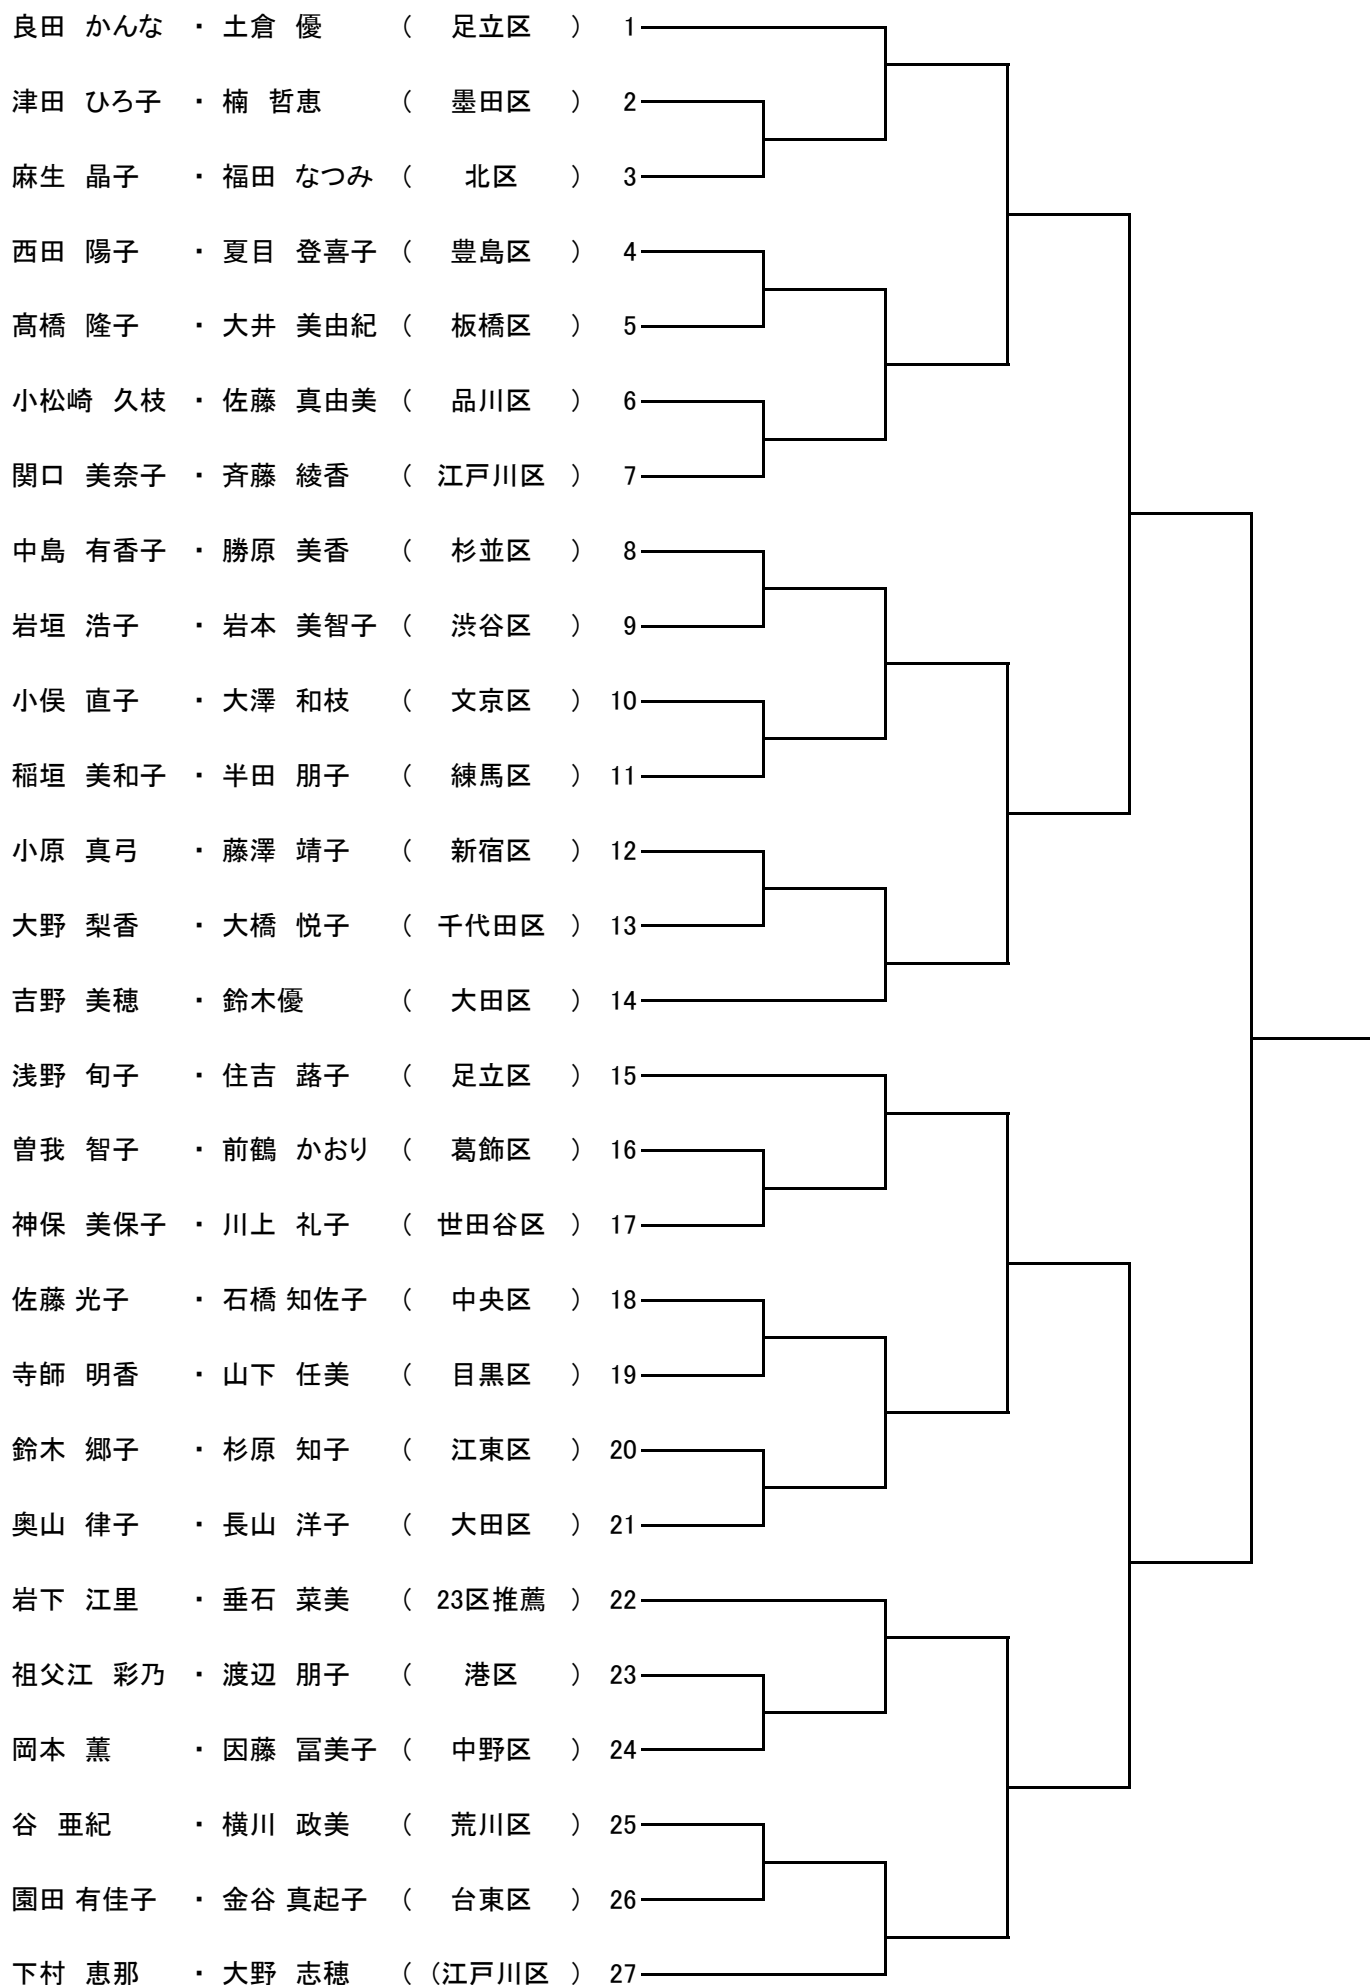 良田 かんな ・ 土倉 優 ( 足立区 ) 1
津田 ひろ子 ・ 楠 哲恵 ( 墨田区 ) 2
麻生 晶子 ・ 福田 なつみ ( 北区 ) 3
西田 陽子 ・ 夏目 登喜子 ( 豊島区 ) 4
髙橋 隆子 ・ 大井 美由紀 ( 板橋区 ) 5
小松崎 久枝 ・ 佐藤 真由美 ( 品川区 ) 6
関口 美奈子 ・ 斉藤 綾香 ( 江戸川区 ) 7
中島 有香子 ・ 勝原 美香 ( 杉並区 ) 8
岩垣 浩子 ・ 岩本 美智子 ( 渋谷区 ) 9
小俣 直子 ・ 大澤 和枝 ( 文京区 ) 10
稲垣 美和子 ・ 半田 朋子 ( 練馬区 ) 11
小原 真弓 ・ 藤澤 靖子 ( 新宿区 ) 12
大野 梨香 ・ 大橋 悦子 ( 千代田区 ) 13
吉野 美穂 ・ 鈴木優 ( 大田区 ) 14
浅野 旬子 ・ 住吉 蕗子 ( 足立区 ) 15
曽我 智子 ・ 前鶴 かおり ( 葛飾区 ) 16
神保 美保子 ・ 川上 礼子 ( 世田谷区 ) 17
佐藤 光子 ・ 石橋 知佐子 ( 中央区 ) 18
寺師 明香 ・ 山下 任美 ( 目黒区 ) 19
鈴木 郷子 ・ 杉原 知子 ( 江東区 ) 20
奥山 律子 ・ 長山 洋子 ( 大田区 ) 21
岩下 江里 ・ 垂石 菜美 ( 23区推薦 ) 22
祖父江 彩乃 ・ 渡辺 朋子 ( 港区 ) 23
岡本 薫 ・ 因藤 冨美子 ( 中野区 ) 24
谷 亜紀 ・ 横川 政美 ( 荒川区 ) 25
園田 有佳子 ・ 金谷 真起子 ( 台東区 ) 26
下村 恵那 ・ 大野 志穂 ( (江戸川区 ) 27